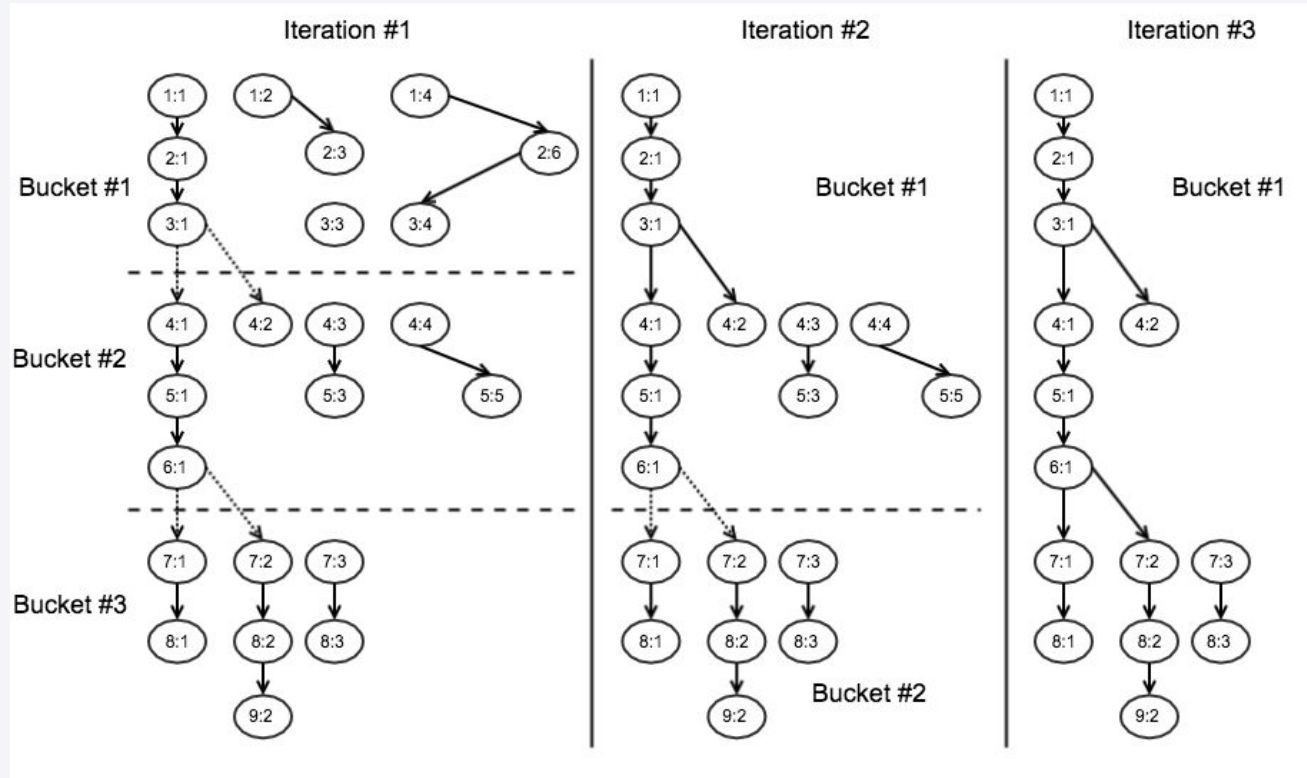 Iteration #1
Iteration #2
Iteration #3
1:1 1:2 1:4 1:1 1:1
2:1 2:3 2:6 2:1 2:1
Bucket #1 Bucket #1 Bucket #1
3:1 3:3 3:4 3:1 3:1
4:1 4:2 4:3 4:4 4:1 4:2 4:3 4:4 4:1 4:2
Bucket #2
5:1 5:3 5:5 5:1 5:3 5:5 5:1
6:1 6:1 6:1
7:1 7:2 7:3 7:1 7:2 7:3 7:1 7:2 7:3
Bucket #3
8:1 8:2 8:3 8:1 8:2 8:3 8:1 8:2 8:3
Bucket #2
9:2 9:2 9:2